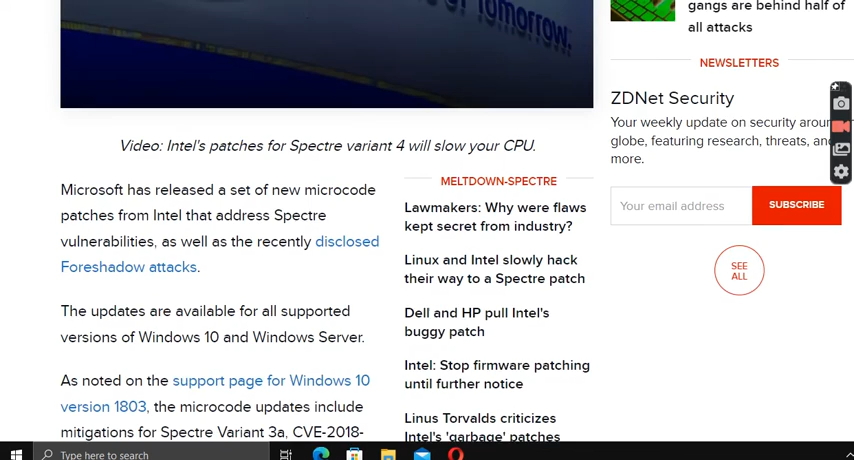 of Tomorrow.
Video: Intel's patches for Spectre variant 4 will slow your CPU.
Microsoft has released a set of new microcode
patches from Intel that address Spectre
vulnerabilities, as well as the recently disclosed
Foreshadow attacks.
The updates are available for all supported
versions of Windows 10 and Windows Server.
As noted on the support page for Windows 10
version 1803, the microcode updates include
mitigations for Spectre Variant 3a, CVE-2018-
MELTDOWN-SPECTRE
Lawmakers: Why were flaws
kept secret from industry?
Linux and Intel slowly hack
their way to a Spectre patch
Dell and HP pull Intel's
buggy patch
Intel: Stop firmware patching
until further notice
Linus Torvalds criticizes
Intel's 'garbage' patches
gangs are behind half of
all attacks
NEWSLETTERS
ZDNet Security
Your weekly update on security around
globe, featuring research, threats, and
more.
Your email address
SUBSCRIBE
SEE
ALL
Type here to search